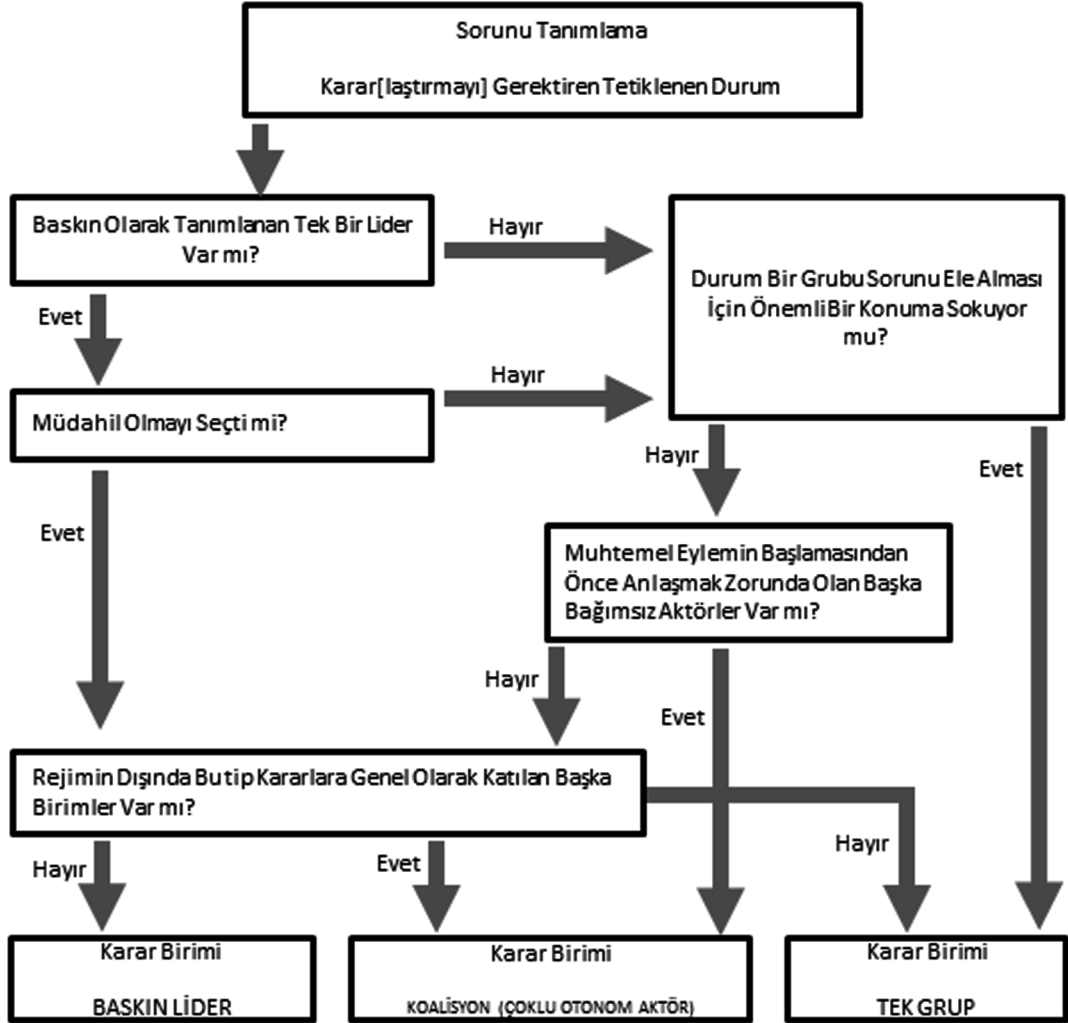 Sorunu Tanımlama
Karar[laştırmayı] Gerektiren Tetiklenen Durum
Baskın Olarak Tanımlanan Tek Bir Lider
Var mı?
Hayır
Durum Bir Grubu Sorunu Ele Alması
İçin Önemli Bir Konuma Sokuyor
mu?
Evet
Hayır
Müdahil Olmayı Seçti mi?
Hayır
Evet
Evet
Muhtemel Eylemin Başlamasından
Önce Anlaşmak Zorunda Olan Başka
Bağımsız Aktörler Var mı?
Hayır
Evet
Rejimin Dışında Bu tip Kararlara Genel Olarak Katılan Başka
Birimler Var mı?
Hayır
Evet
Hayır
Karar Birimi
BASKIN LİDER
Karar Birimi
KOALİSYON (ÇOKLU OTONOM AKTÖR)
Karar Birimi
TEK GRUP